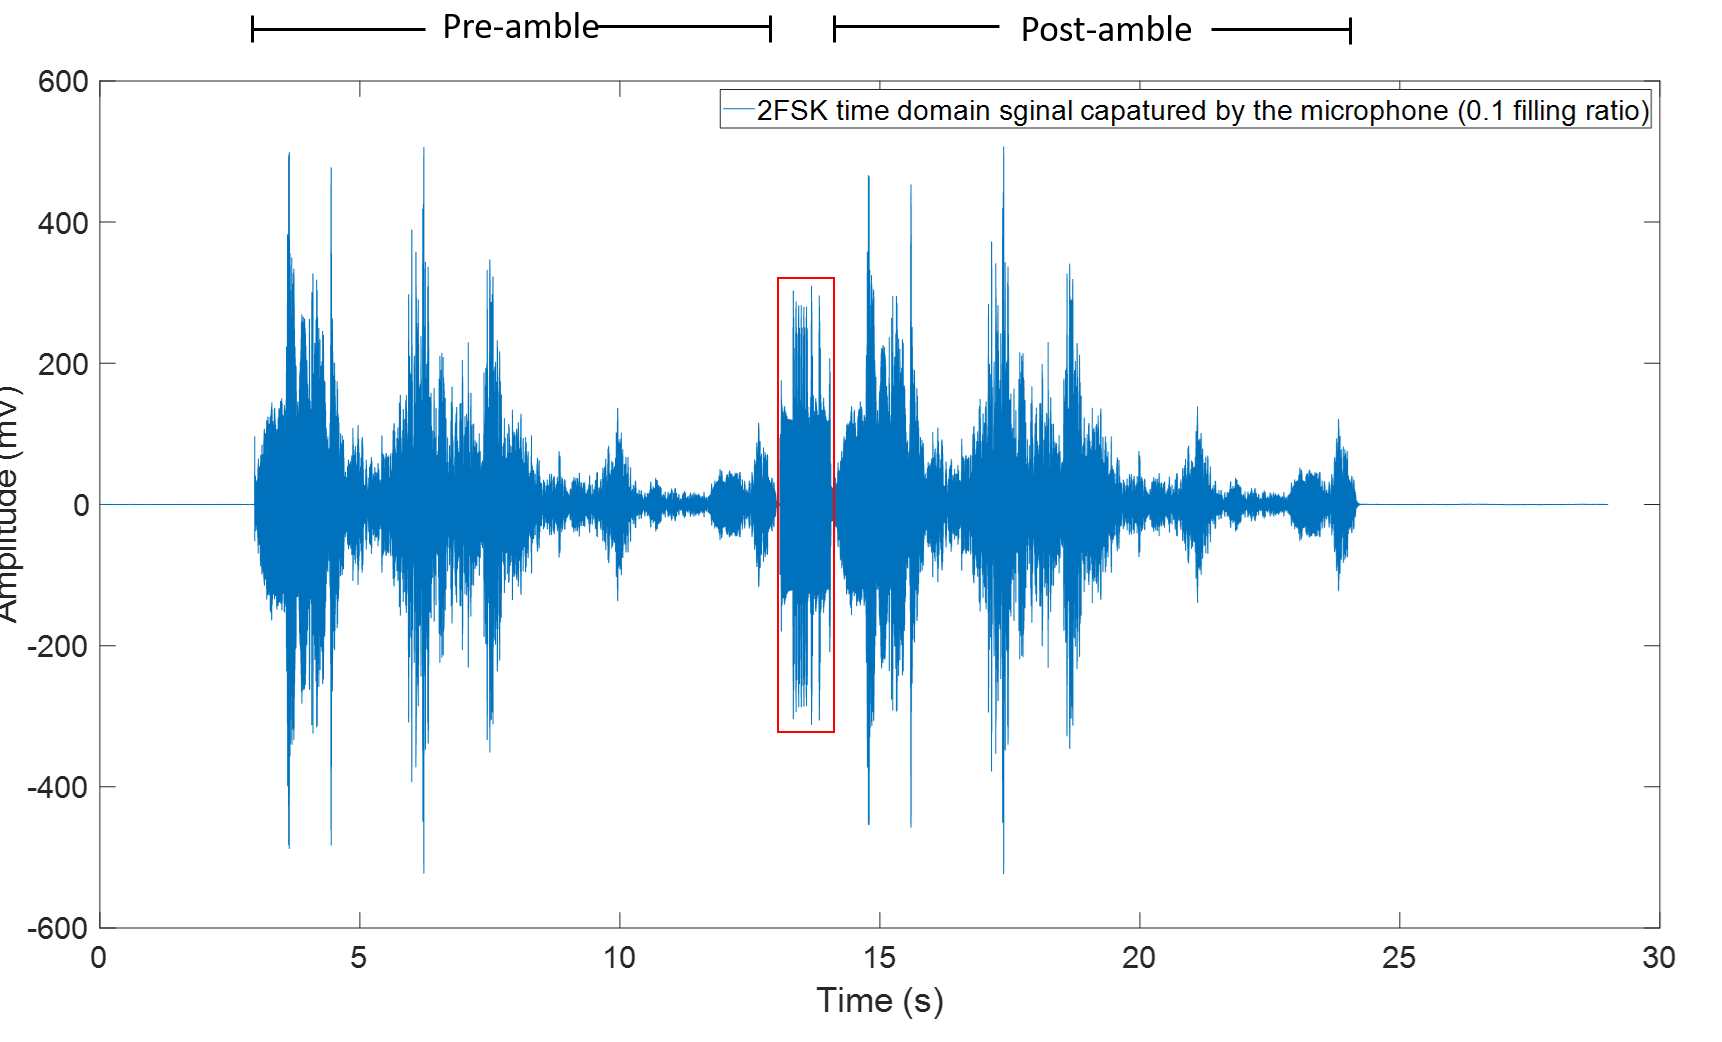 Pre-amble
Post-amble
2FSK time domain sginal capatured by the microphone (0.1 filling ratio)
600
400
200
0
-200
-400
-600
Amplitude (mV)
0 5 10 15 20 25 30
Time (s)